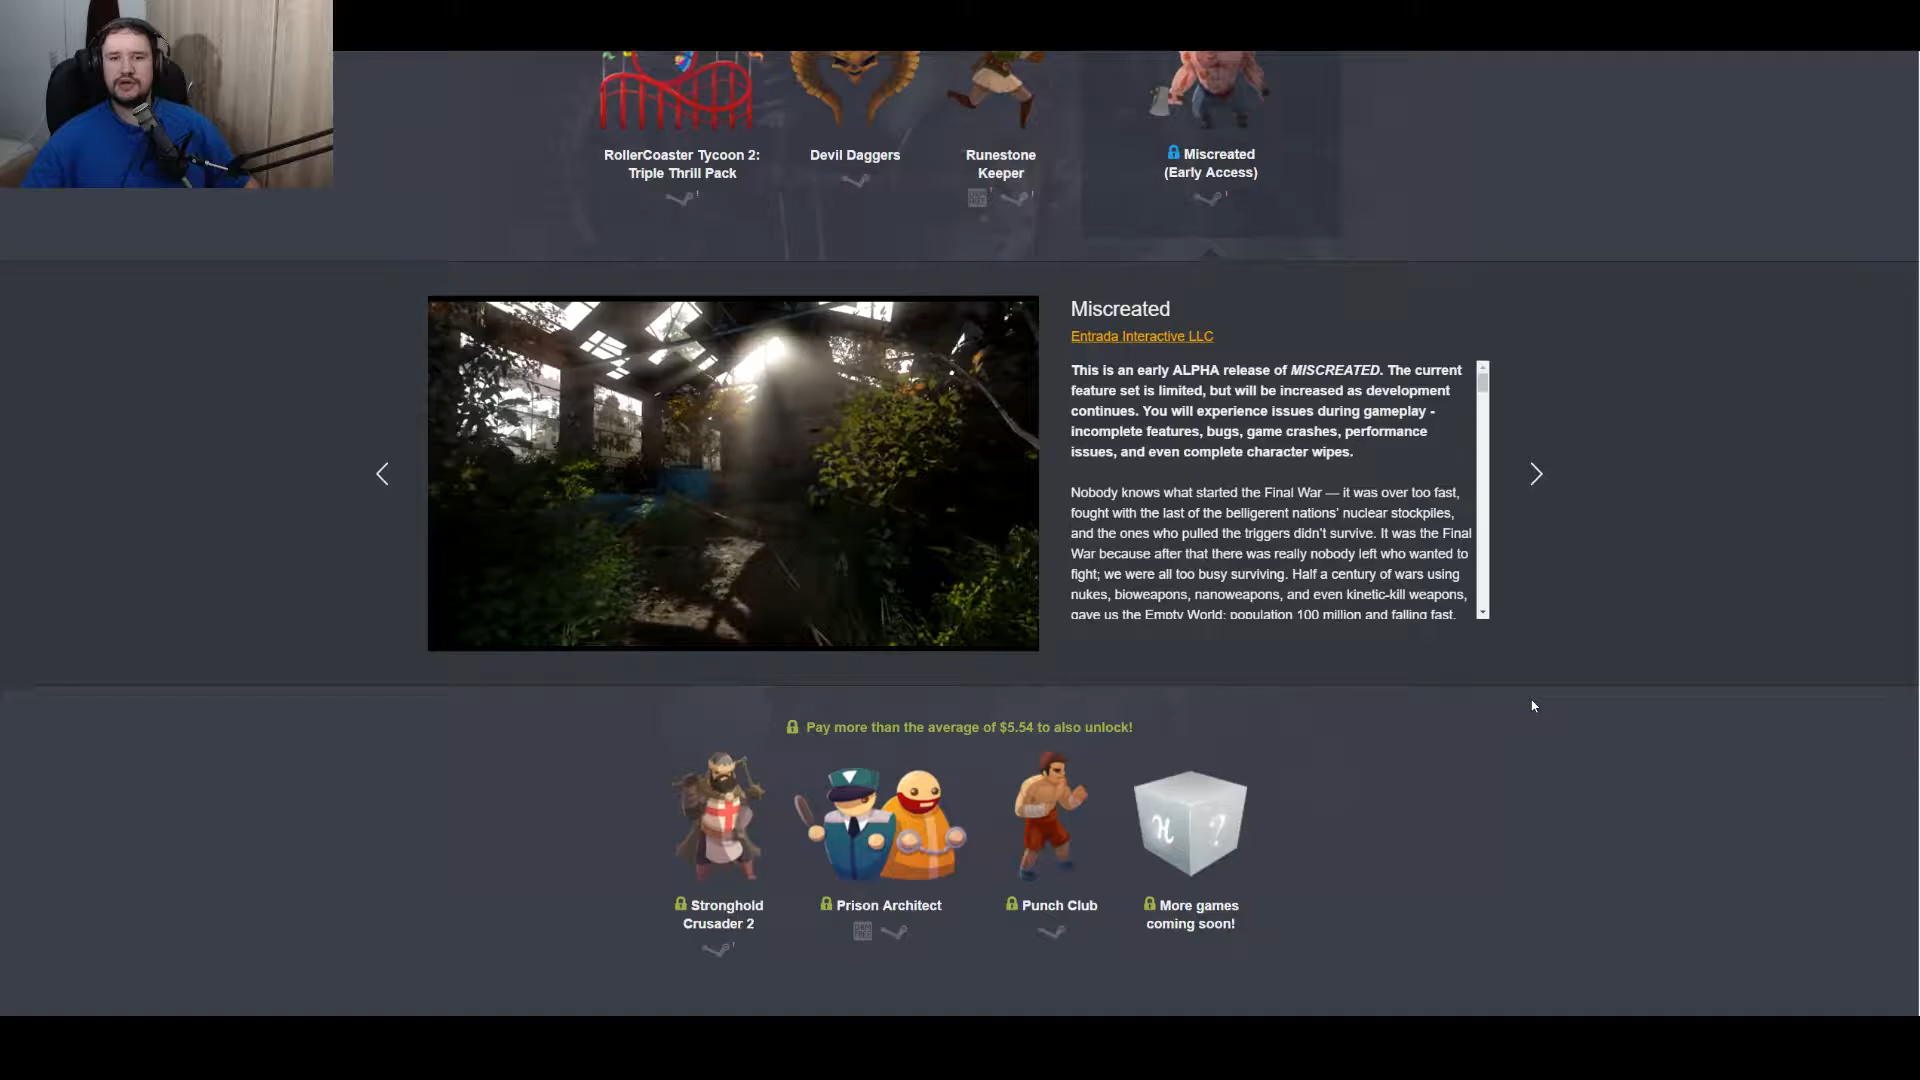 RollerCoaster Tycoon 2:
Triple Thrill Pack
Devil Daggers
Runestone
Keeper
Miscreated
(Early Access)
Miscreated
Entrada Interactive LLC
This is an early ALPHA release of MISCREATED. The current
feature set is limited, but will be increased as development
continues. You will experience issues during gameplay -
incomplete features, bugs, game crashes, performance
issues, and even complete character wipes.
Nobody knows what started the Final War — it was over too fast,
fought with the last of the belligerent nations’ nuclear stockpiles,
and the ones who pulled the triggers didn’t survive. It was the Final
War because after that there was really nobody left who wanted to
fight; we were all too busy surviving. Half a century of wars using
nukes, bioweapons, nanoweapons, and even kinetic-kill weapons,
gave us the Empty World: population 100 million and falling fast.
Pay more than the average of $5.54 to also unlock!
H ?
Stronghold
Crusader 2
Prison Architect
Punch Club
More games
coming soon!